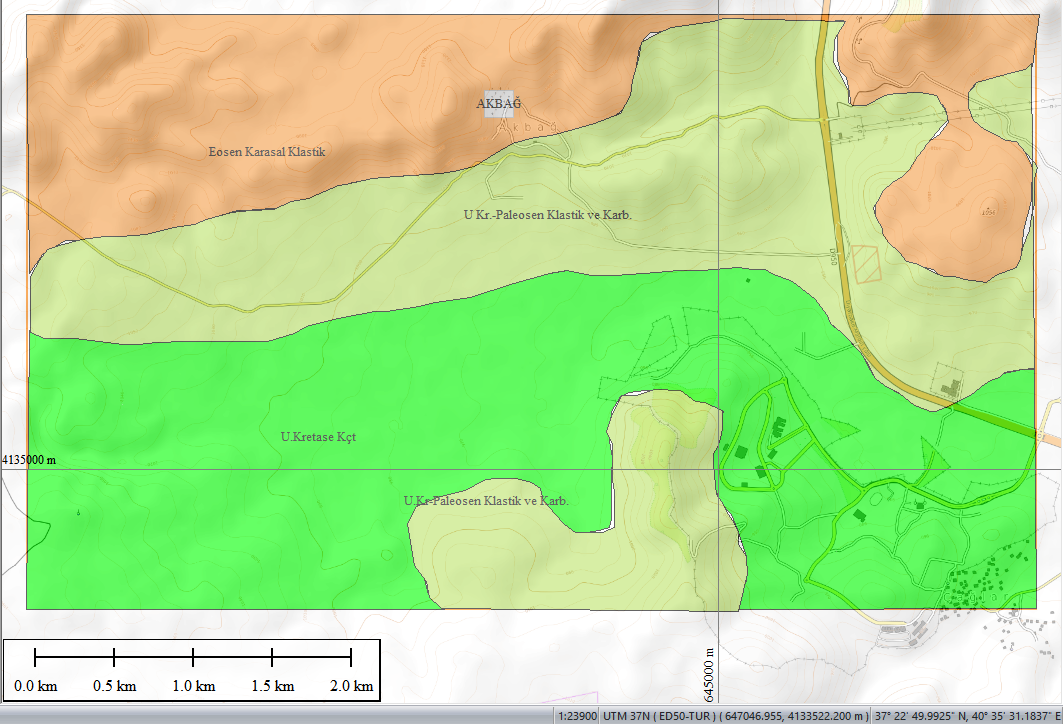 AKBAĞ
Akbağ
Eosen Karasal Klastik
U Kr.-Paleosen Klastik ve Karb.
D950
U.Kretase Kçt
4135000 m
U Kr-Paleosen Klastik ve Karb.
645000 m
0.0 km 0.5 km 1.0 km 1.5 km 2.0 km
1:23900 UTM 37N ( ED50-TUR ) ( 647046.955, 4133522.200 m ) 37° 22' 49.9925" N, 40° 35' 31.1837" E